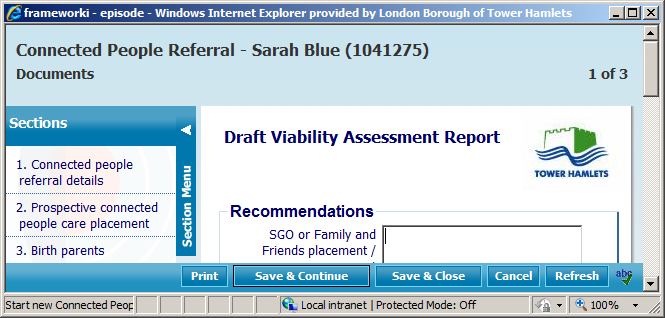 frameworki - episode - Windows Internet Explorer provided by London Borough of Tower Hamlets
Connected People Referral - Sarah Blue (1041275)
Documents
1 of 3
Sections
1. Connected people
referral details
2. Prospective connected
people care placement
3. Birth parents
Section Menu
Draft Viability Assessment Report
TOWER HAMLETS
Recommendations
SGO or Family and
Friends placement /
Print
Save & Continue
Save & Close
Cancel
Refresh
abc
Start new Connected Peop
Local intranet | Protected Mode: Off
100%